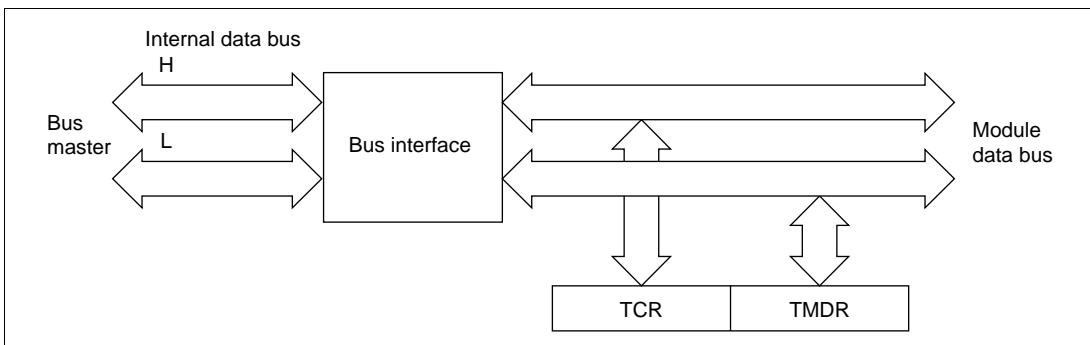 Internal data bus
H
Bus
master
L
Bus interface
Module
data bus
TCR
TMDR